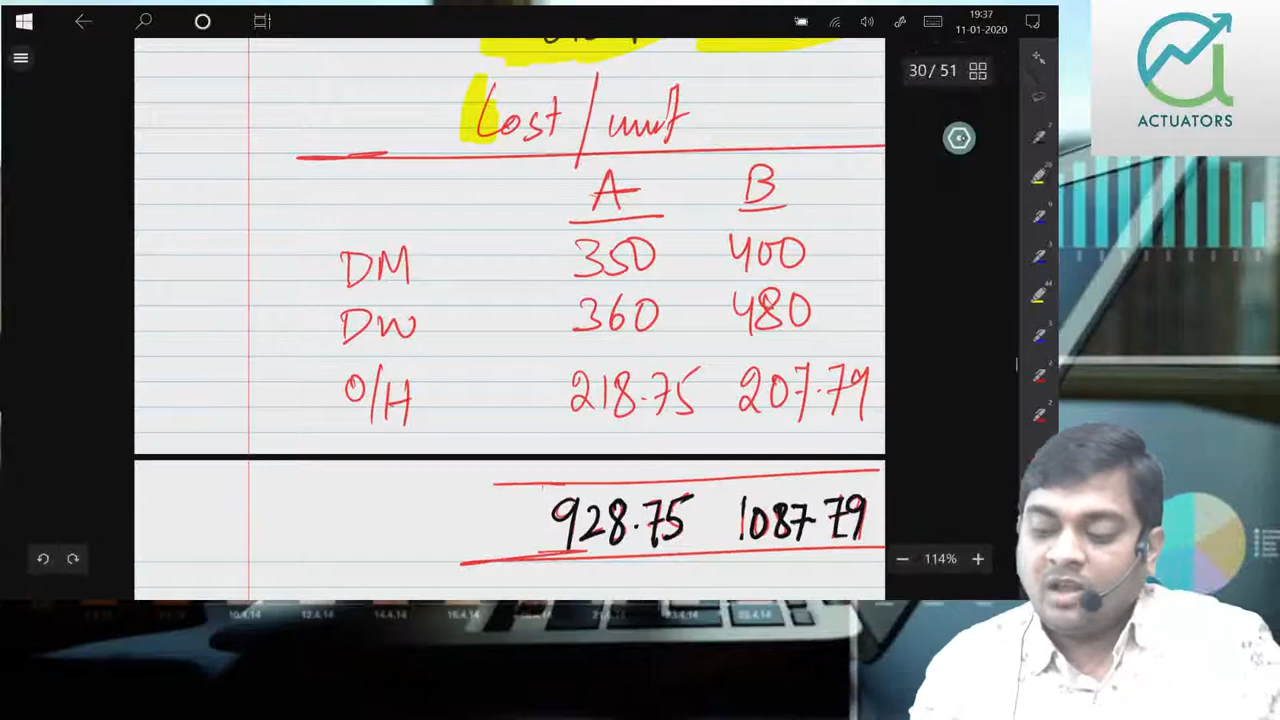 19:37
11-01-2020
30 / 51
ACTUATORS
Cost / unit
A B
DM 350 400
DW 360 480
O/H 218.75 207.79
928.75 1087.79
114%